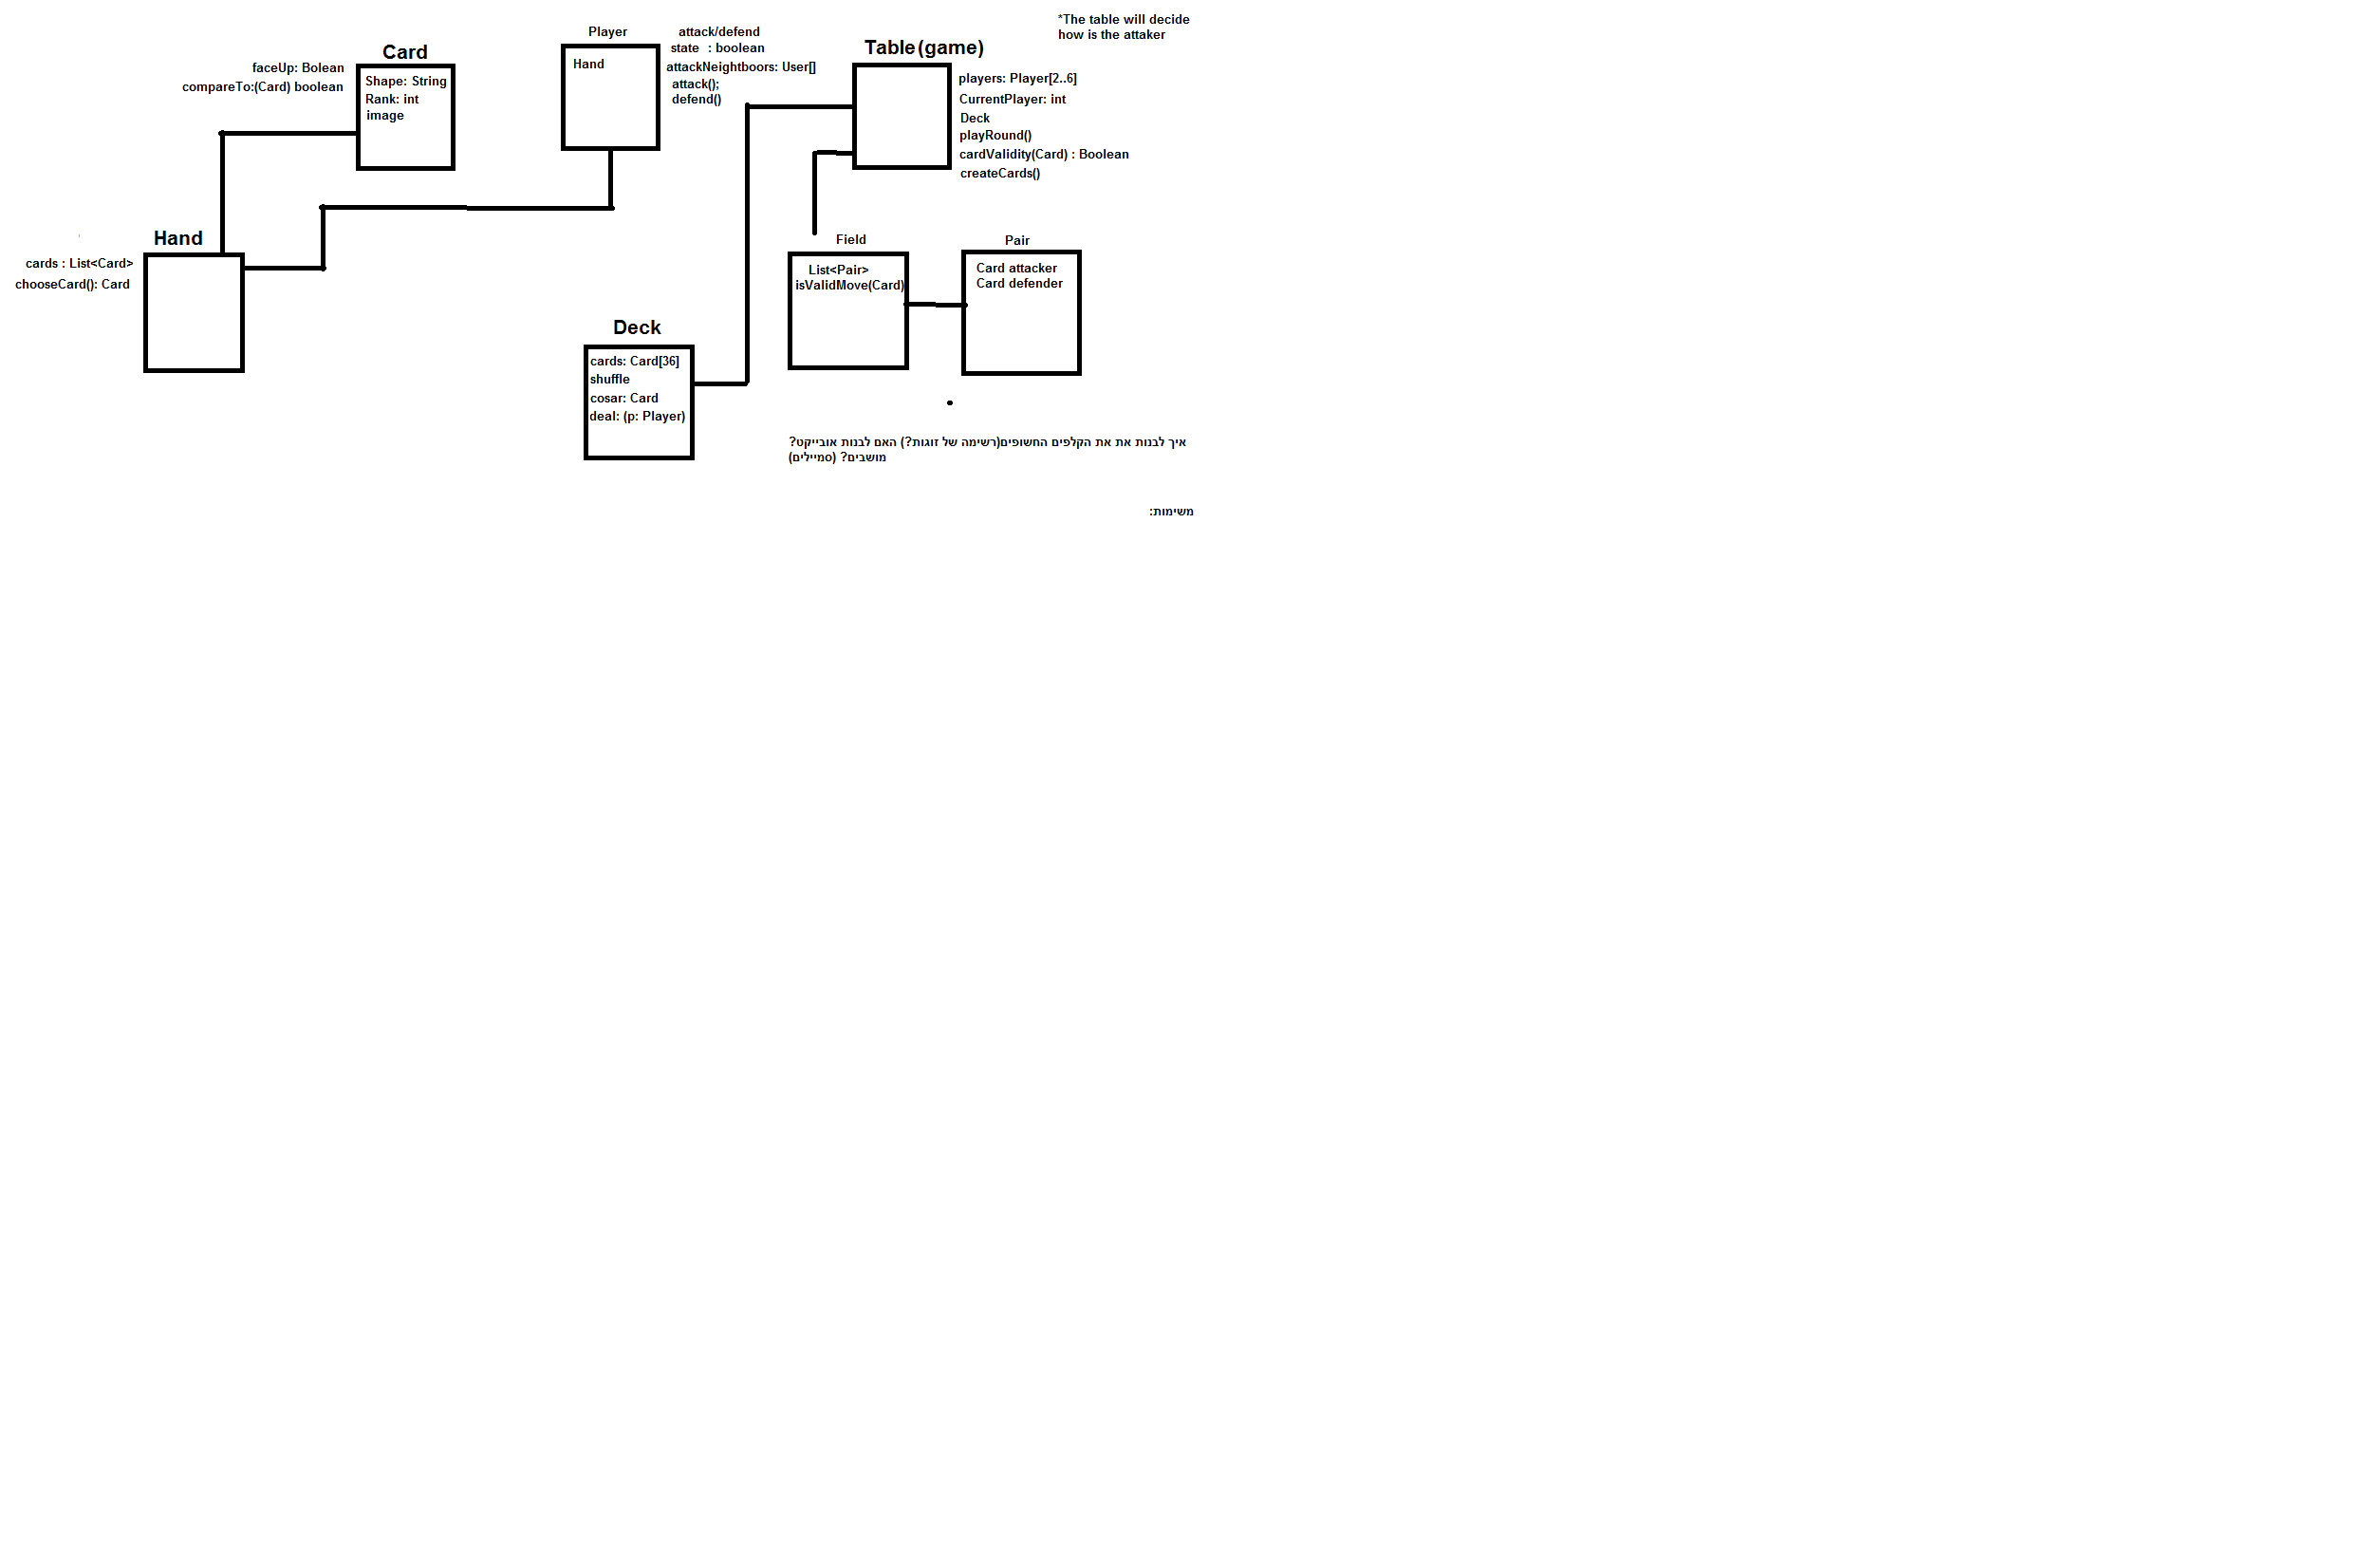 *The table will decide
how is the attaker
Card
faceUp: Bolean
compareTo:(Card) boolean
Shape: String
Rank: int
image
Player
Hand
attack/defend
state : boolean
attackNeightboors: User[]
attack();
defend()
Table(game)
players: Player[2..6]
CurrentPlayer: int
Deck
playRound()
cardValidity(Card) : Boolean
createCards()
Hand
cards : List<Card>
chooseCard(): Card
Field
List<Pair>
isValidMove(Card)
Pair
Card attacker
Card defender
Deck
cards: Card[36]
shuffle
cosar: Card
deal: (p: Player)
איך לבנות את את הקלפים החשופים(רשימה של זוגות?) האם לבנות אובייקט?
מושבים? (סמיילים)
משימות: